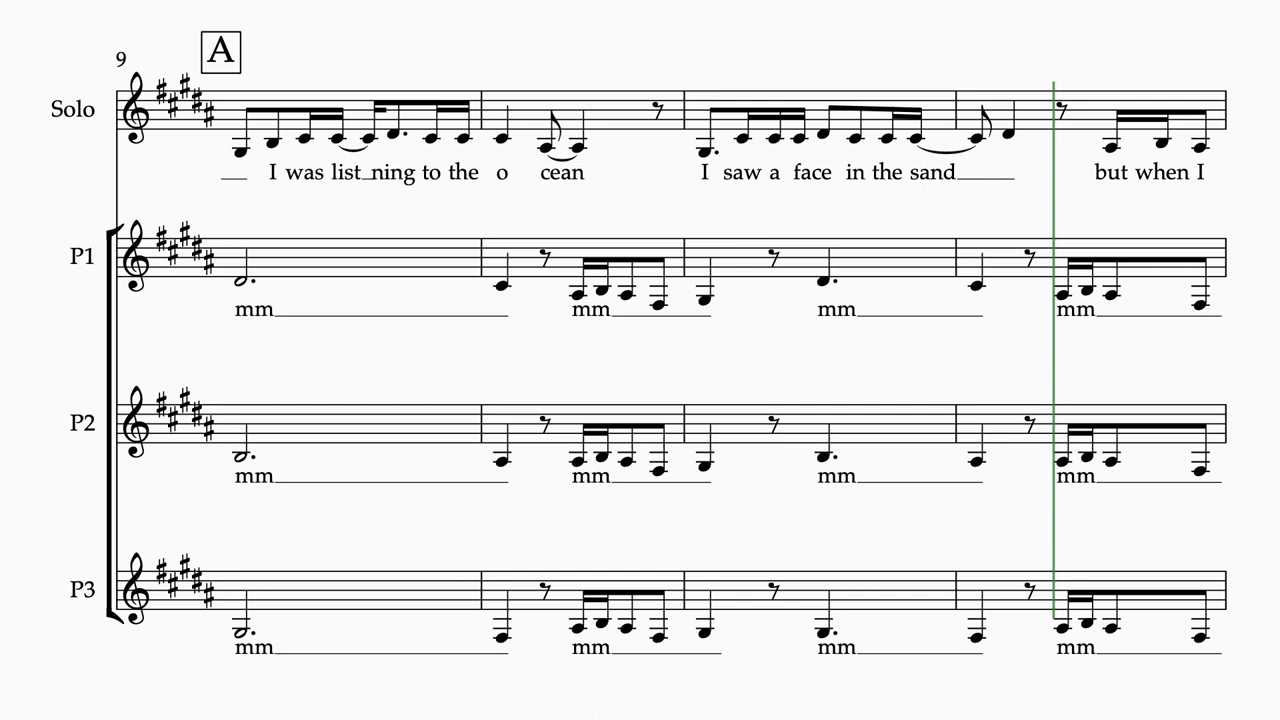 A
9
Solo
I was list ning to the o cean I saw a face in the sand but when I
P1
mm mm mm mm
P2
mm mm mm mm
P3
mm mm mm mm